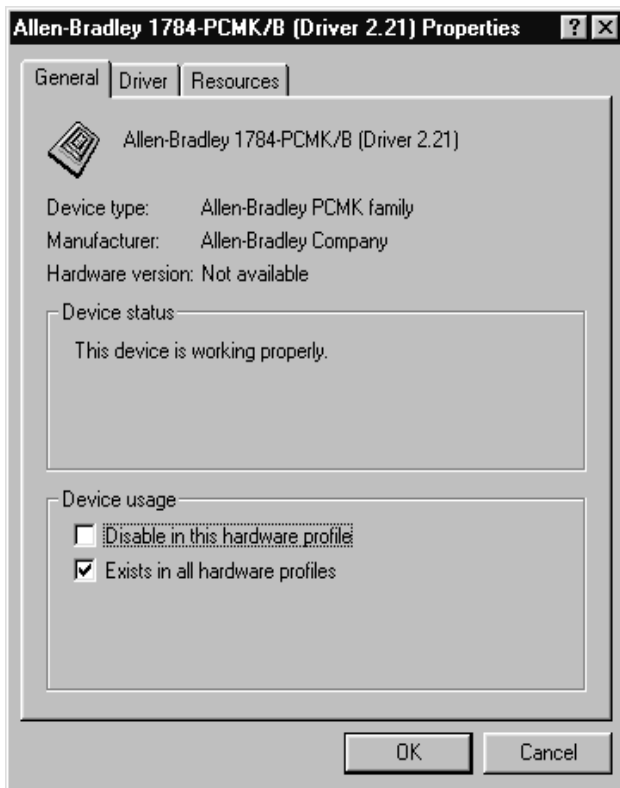 Allen-Bradley 1784-PCMK/B (Driver 2.21) Properties
General Driver Resources
Allen-Bradley 1784-PCMK/B (Driver 2.21)
Device type: Allen-Bradley PCMK family
Manufacturer: Allen-Bradley Company
Hardware version: Not available
Device status
This device is working properly.
Device usage
Disable in this hardware profile
Exists in all hardware profiles
OK Cancel